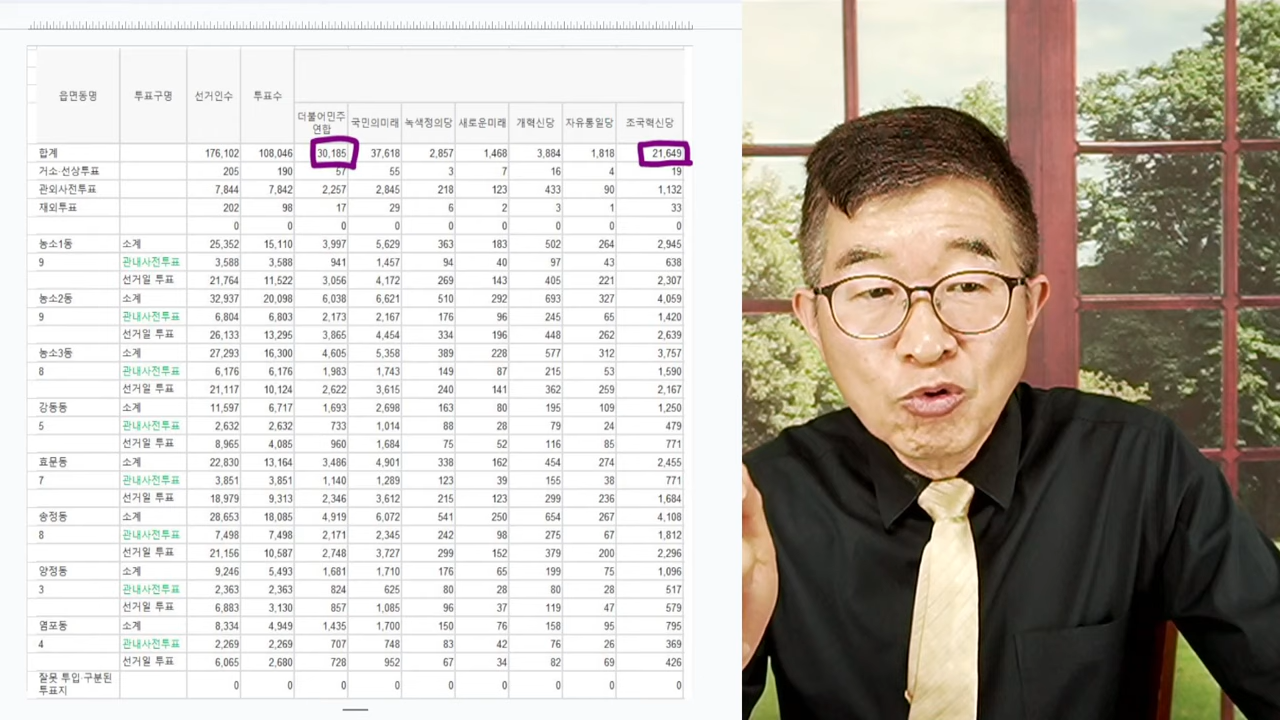 읍면동명 투표구명 선거인수 투표수
더불어민주연합 국민의미래 녹색정의당 새로운미래 개혁신당 자유통일당 조국혁신당
합계 176,102 108,046 30,185 37,618 2,857 1,468 3,884 1,818 21,649
거소·선상투표 205 190 57 55 3 7 16 4 19
관외사전투표 7,844 7,842 2,257 2,845 218 123 433 90 1,132
재외투표 202 98 17 29 6 2 3 1 33
0 0 0 0 0 0 0 0 0
농소1동 소계 25,352 15,110 3,997 5,629 363 183 502 264 2,945
9 관내사전투표 3,588 3,588 941 1,457 94 40 97 43 638
선거일 투표 21,764 11,522 3,056 4,172 269 143 405 221 2,307
농소2동 소계 32,937 20,098 6,038 6,621 510 292 693 327 4,059
9 관내사전투표 6,804 6,803 2,173 2,167 176 96 245 65 1,420
선거일 투표 26,133 13,295 3,865 4,454 334 196 448 262 2,639
농소3동 소계 27,293 16,300 4,605 5,358 389 228 577 312 3,757
8 관내사전투표 6,176 6,176 1,983 1,743 149 87 215 53 1,590
선거일 투표 21,117 10,124 2,622 3,615 240 141 362 259 2,167
강동동 소계 11,597 6,717 1,693 2,698 163 80 195 109 1,250
5 관내사전투표 2,632 2,632 733 1,014 88 28 79 24 479
선거일 투표 8,965 4,085 960 1,684 75 52 116 85 771
효문동 소계 22,830 13,164 3,486 4,901 338 162 454 274 2,455
7 관내사전투표 3,851 3,851 1,140 1,289 123 39 155 38 771
선거일 투표 18,979 9,313 2,346 3,612 215 123 299 236 1,684
송정동 소계 28,653 18,085 4,919 6,072 541 250 654 267 4,108
8 관내사전투표 7,498 7,498 2,171 2,345 242 98 275 67 1,812
선거일 투표 21,156 10,587 2,748 3,727 299 152 379 200 2,296
양정동 소계 9,246 5,493 1,681 1,710 176 65 199 75 1,096
3 관내사전투표 2,363 2,363 824 625 80 28 80 28 517
선거일 투표 6,883 3,130 857 1,085 96 37 119 47 579
염포동 소계 8,334 4,949 1,435 1,700 150 76 158 95 795
4 관내사전투표 2,269 2,269 707 748 83 42 76 26 369
선거일 투표 6,065 2,680 728 952 67 34 82 69 426
잘못 투입·구분된 투표지 0 0 0 0 0 0 0 0 0